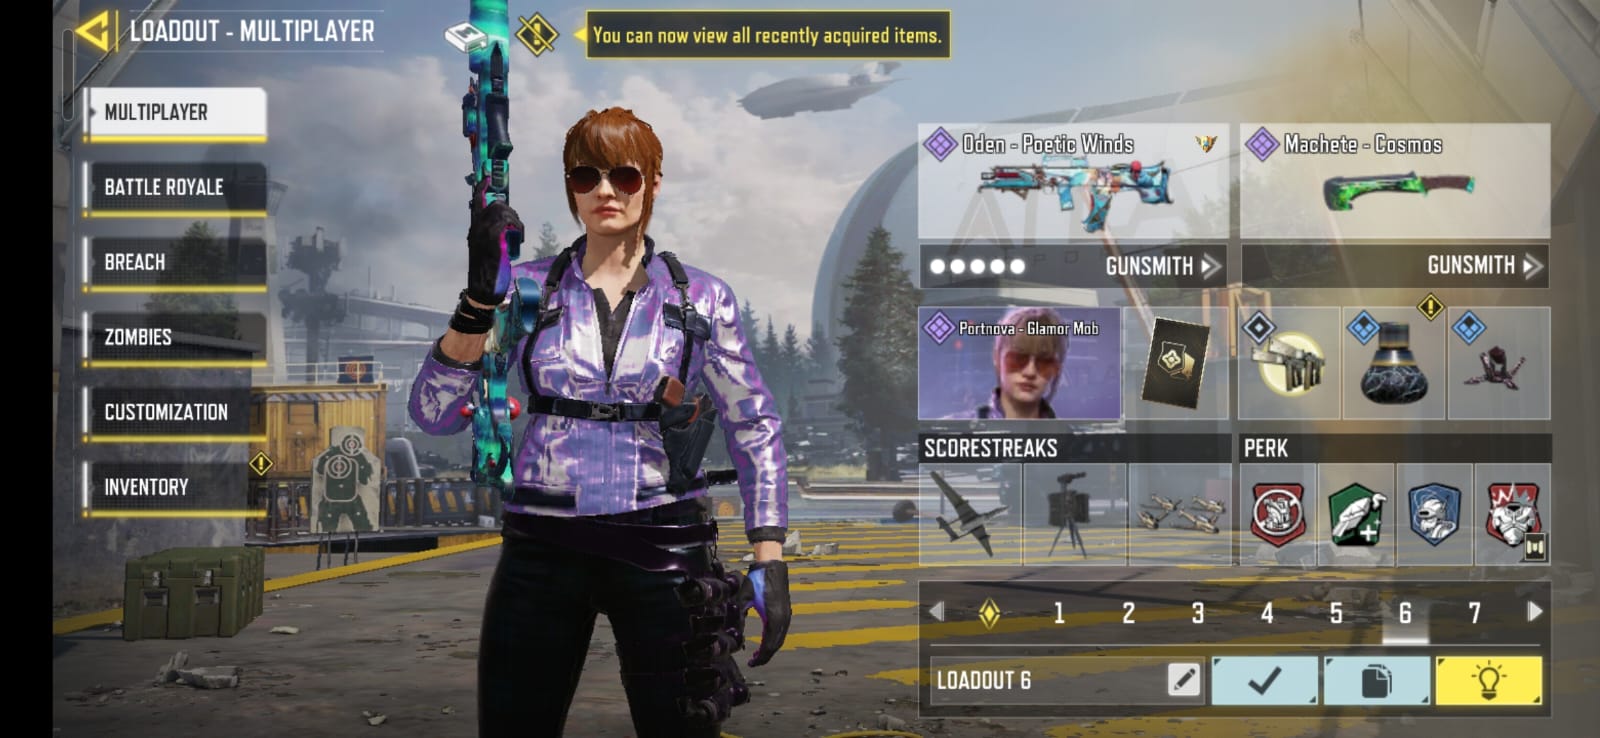 LOADOUT - MULTIPLAYER
You can now view all recently acquired items.
MULTIPLAYER
BATTLE ROYALE
BREACH
ZOMBIES
CUSTOMIZATION
INVENTORY
Oden - Poetic Winds
Machete - Cosmos
GUNSMITH
GUNSMITH
Portnova - Glamor Mob
SCORESTREAKS
PERK
1 2 3 4 5 6 7
LOADOUT 6